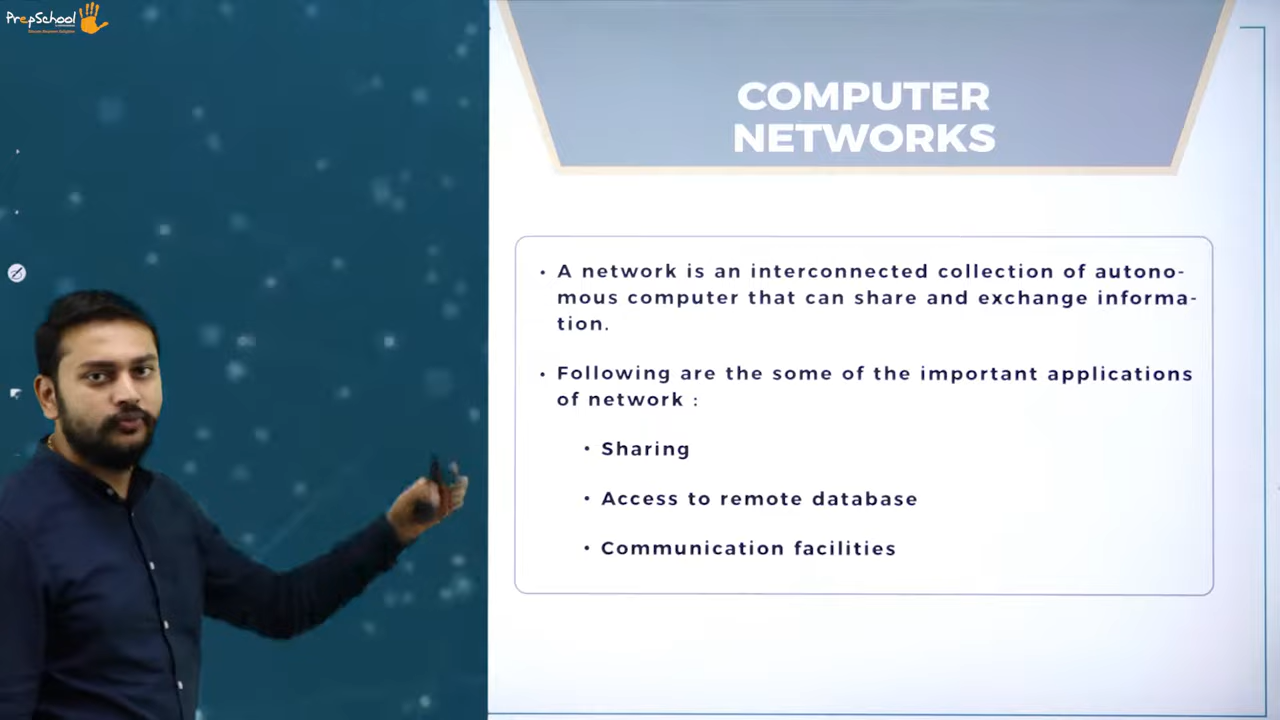 PrepSchool
COMPUTER
NETWORKS
• A network is an interconnected collection of autono-
mous computer that can share and exchange informa-
tion.
• Following are the some of the important applications
of network :
• Sharing
• Access to remote database
• Communication facilities